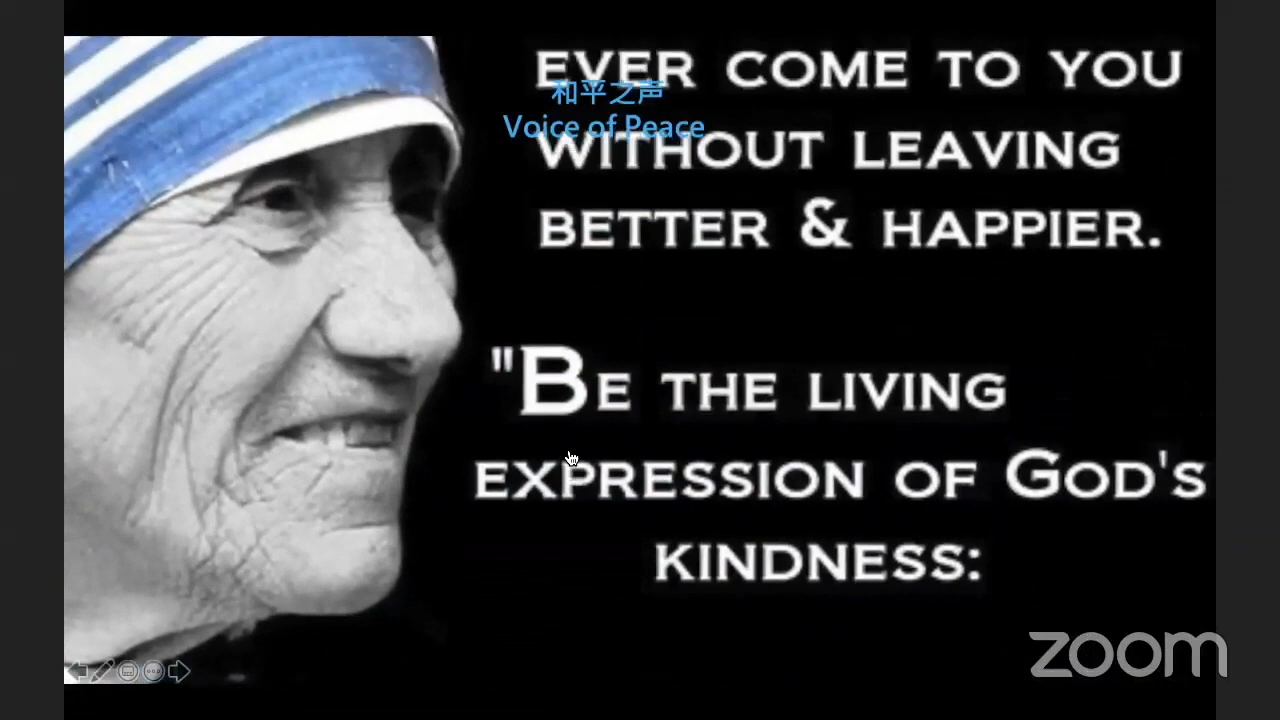 EVER COME TO YOU
和平之声
Voice of Peace
WITHOUT LEAVING
BETTER & HAPPIER.
"BE THE LIVING
EXPRESSION OF GOD'S
KINDNESS:
zoom